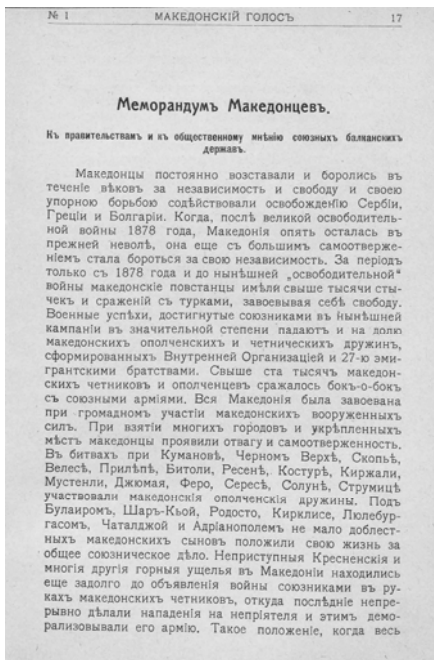 № 1 МАКЕДОНСКІЙ ГОЛОСЪ 17
Меморандумъ Македонцевъ.
Къ правительствамъ и къ общественному мнѣнію союзныхъ балканскихъ
державъ.
Македонцы постоянно возставали и боролись въ
теченіе вѣковъ за независимость и свободу и своею
упорною борьбою содѣйствовали освобожденію Сербіи,
Греціи и Болгаріи. Когда, послѣ великой освободитель-
ной войны 1878 года, Македонія опять осталась въ
прежней неволѣ, она еще съ большимъ самоотверже-
ніемъ стала бороться за свою независимость. За періодъ
только съ 1878 года и до нынѣшней „освободительной“
войны македонскіе повстанцы имѣли свыше тысячи сты-
чекъ и сраженій съ турками, завоевывая себѣ свободу.
Военные успѣхи, достигнутые союзниками въ нынѣшней
кампаніи въ значительной степени падаютъ и на долю
македонскихъ ополченскихъ и четническихъ дружинъ,
сформированныхъ Внутренней Организаціей и 27-ю эми-
грантскими братствами. Свыше ста тысячъ македон-
скихъ четниковъ и ополченцевъ сражалось бокъ-о-бокъ
съ союзными арміями. Вся Македонія была завоевана
при громадномъ участіи македонскихъ вооруженныхъ
силъ. При взятіи многихъ городовъ и укрѣпленныхъ
мѣстъ македонцы проявили отвагу и самоотверженность.
Въ битвахъ при Кумановѣ, Черномъ Верхѣ, Скопьѣ,
Велесѣ, Прилѣпѣ, Битоли, Ресенѣ, Костурѣ, Киржали,
Мустенли, Джюмая, Феро, Сересѣ, Солунѣ, Струмицѣ
участвовали македонскія ополченскія дружины. Подъ
Булаиромъ, Шаръ-Кьой, Родосто, Кирклисе, Люлебур-
гасомъ, Чаталджой и Адріанополемъ не мало доблест-
ныхъ македонскихъ сыновъ положили свою жизнь за
общее союзническое дѣло. Неприступныя Кресненскія и
многія другія горныя ущелья въ Македоніи находились
еще задолго до объявленія войны союзниками въ ру-
кахъ македонскихъ четниковъ, откуда послѣдніе непре-
рывно дѣлали нападенія на непріятеля и этимъ демо-
рализовывали его армію. Такое положеніе, когда весь